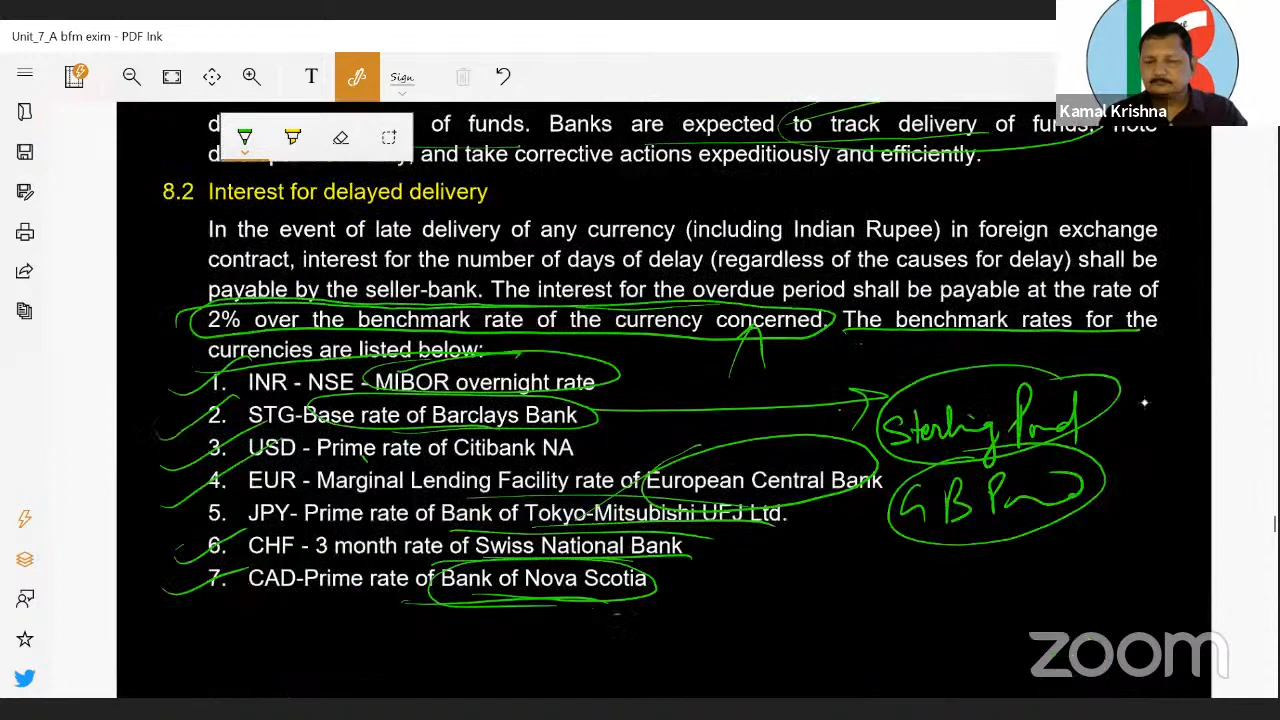 Unit_7_A bfm exim - PDF Ink
T
Sign
Kamal Krishna
of funds. Banks are expected to track delivery of funds, note
and take corrective actions expeditiously and efficiently.
8.2 Interest for delayed delivery
In the event of late delivery of any currency (including Indian Rupee) in foreign exchange
contract, interest for the number of days of delay (regardless of the causes for delay) shall be
payable by the seller-bank. The interest for the overdue period shall be payable at the rate of
2% over the benchmark rate of the currency concerned. The benchmark rates for the
currencies are listed below:
1. INR - NSE - MIBOR overnight rate
2. STG-Base rate of Barclays Bank
3. USD - Prime rate of Citibank NA
4. EUR - Marginal Lending Facility rate of European Central Bank
5. JPY- Prime rate of Bank of Tokyo-Mitsubishi UFJ Ltd.
6. CHF - 3 month rate of Swiss National Bank
7. CAD-Prime rate of Bank of Nova Scotia
Sterling Pound
G B Pound
zoom